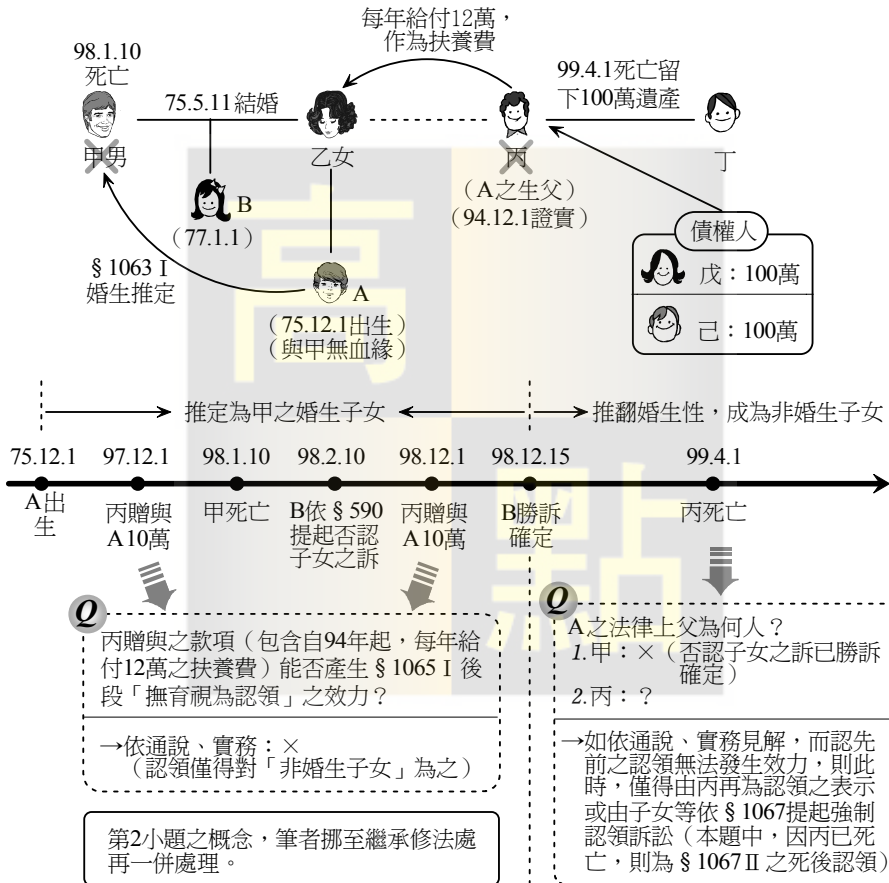 每年給付12萬，
作為扶養費
98.1.10
死亡
75.5.11結婚
99.4.1死亡留
下100萬遺產
甲男
乙女
丙
丁
（A之生父）
（94.12.1證實）
B
（77.1.1）
債權人
戊：100萬
己：100萬
§1063 I
婚生推定
A
（75.12.1出生）
（與甲無血緣）
推定為甲之婚生子女
推翻婚生性，成為非婚生子女
75.12.1
97.12.1
98.1.10
98.2.10
98.12.1
98.12.15
99.4.1
A出
生
丙贈與
A10萬
甲死亡
B依§590
提起否認
子女之訴
丙贈與
A10萬
B勝訴
確定
丙死亡
Q
丙贈與之款項（包含自94年起，每年給
付12萬之扶養費）能否產生§1065 I 後
段「撫育視為認領」之效力？
→依通說、實務：×
（認領僅得對「非婚生子女」為之）
第2小題之概念，筆者挪至繼承修法處
再一併處理。
Q
A之法律上父為何人？
1.甲：×（否認子女之訴已勝訴
確定）
2.丙：？
→如依通說、實務見解，而認先
前之認領無法發生效力，則此
時，僅得由丙再為認領之表示
或由子女等依§1067提起強制
認領訴訟（本題中，因丙已死
亡，則為§1067 II 之死後認領）
高
點